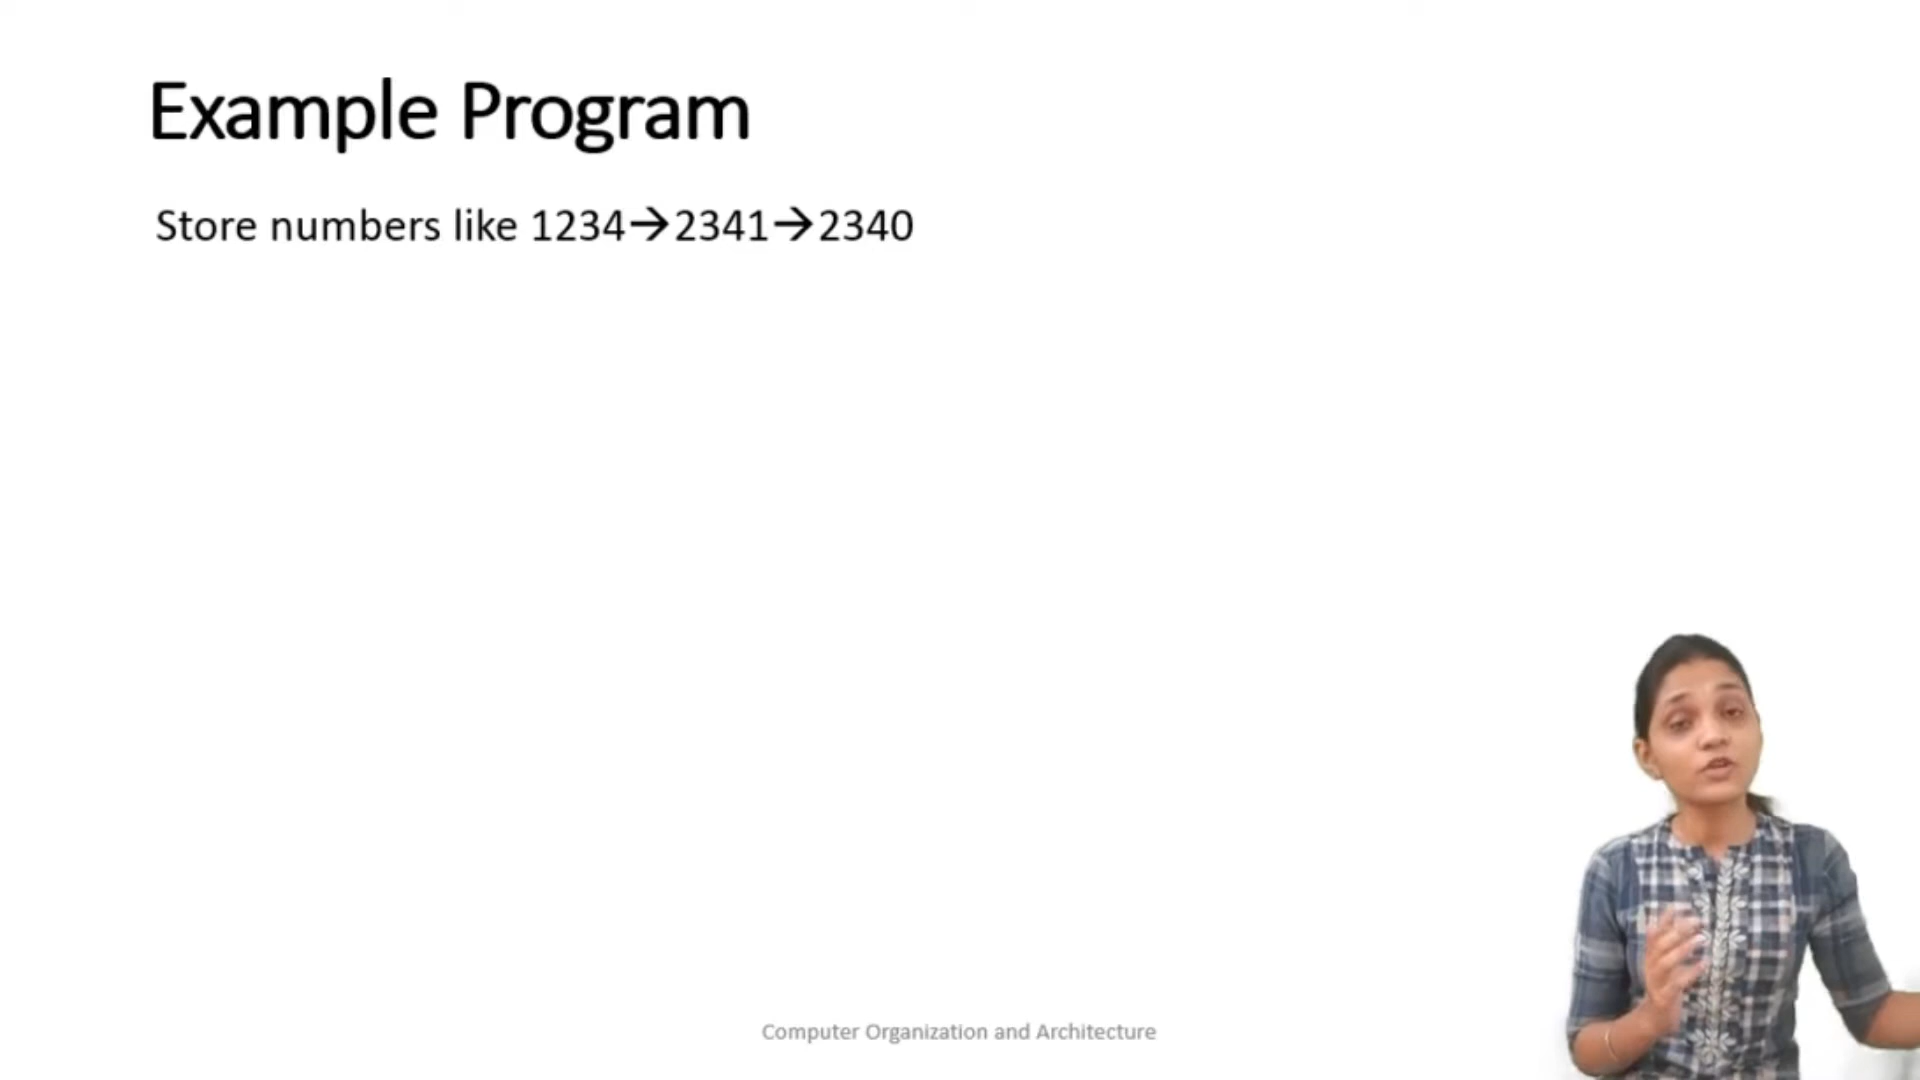 Example Program
Store numbers like 1234→2341→2340
Computer Organization and Architecture